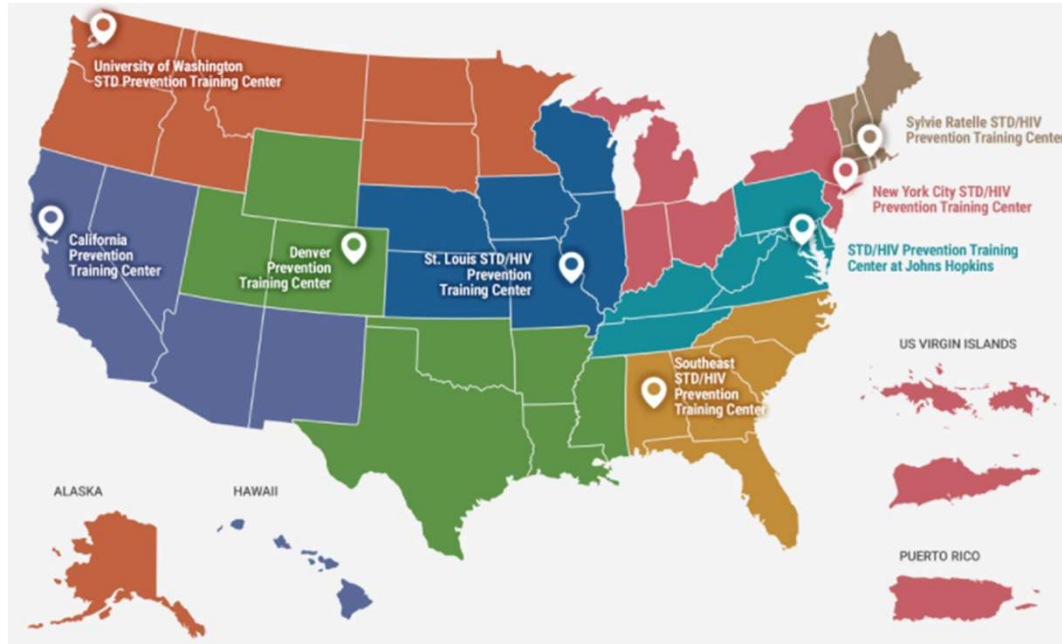 University of Washington
STD Prevention Training Center
Sylvie Ratelle STD/HIV
Prevention Training Center
New York City STD/HIV
Prevention Training Center
California
Prevention
Training Center
Denver
Prevention
Training Center
St. Louis STD/HIV
Prevention
Training Center
STD/HIV Prevention Training
Center at Johns Hopkins
Southeast
STD/HIV
Prevention
Training Center
US VIRGIN ISLANDS
ALASKA
HAWAII
PUERTO RICO